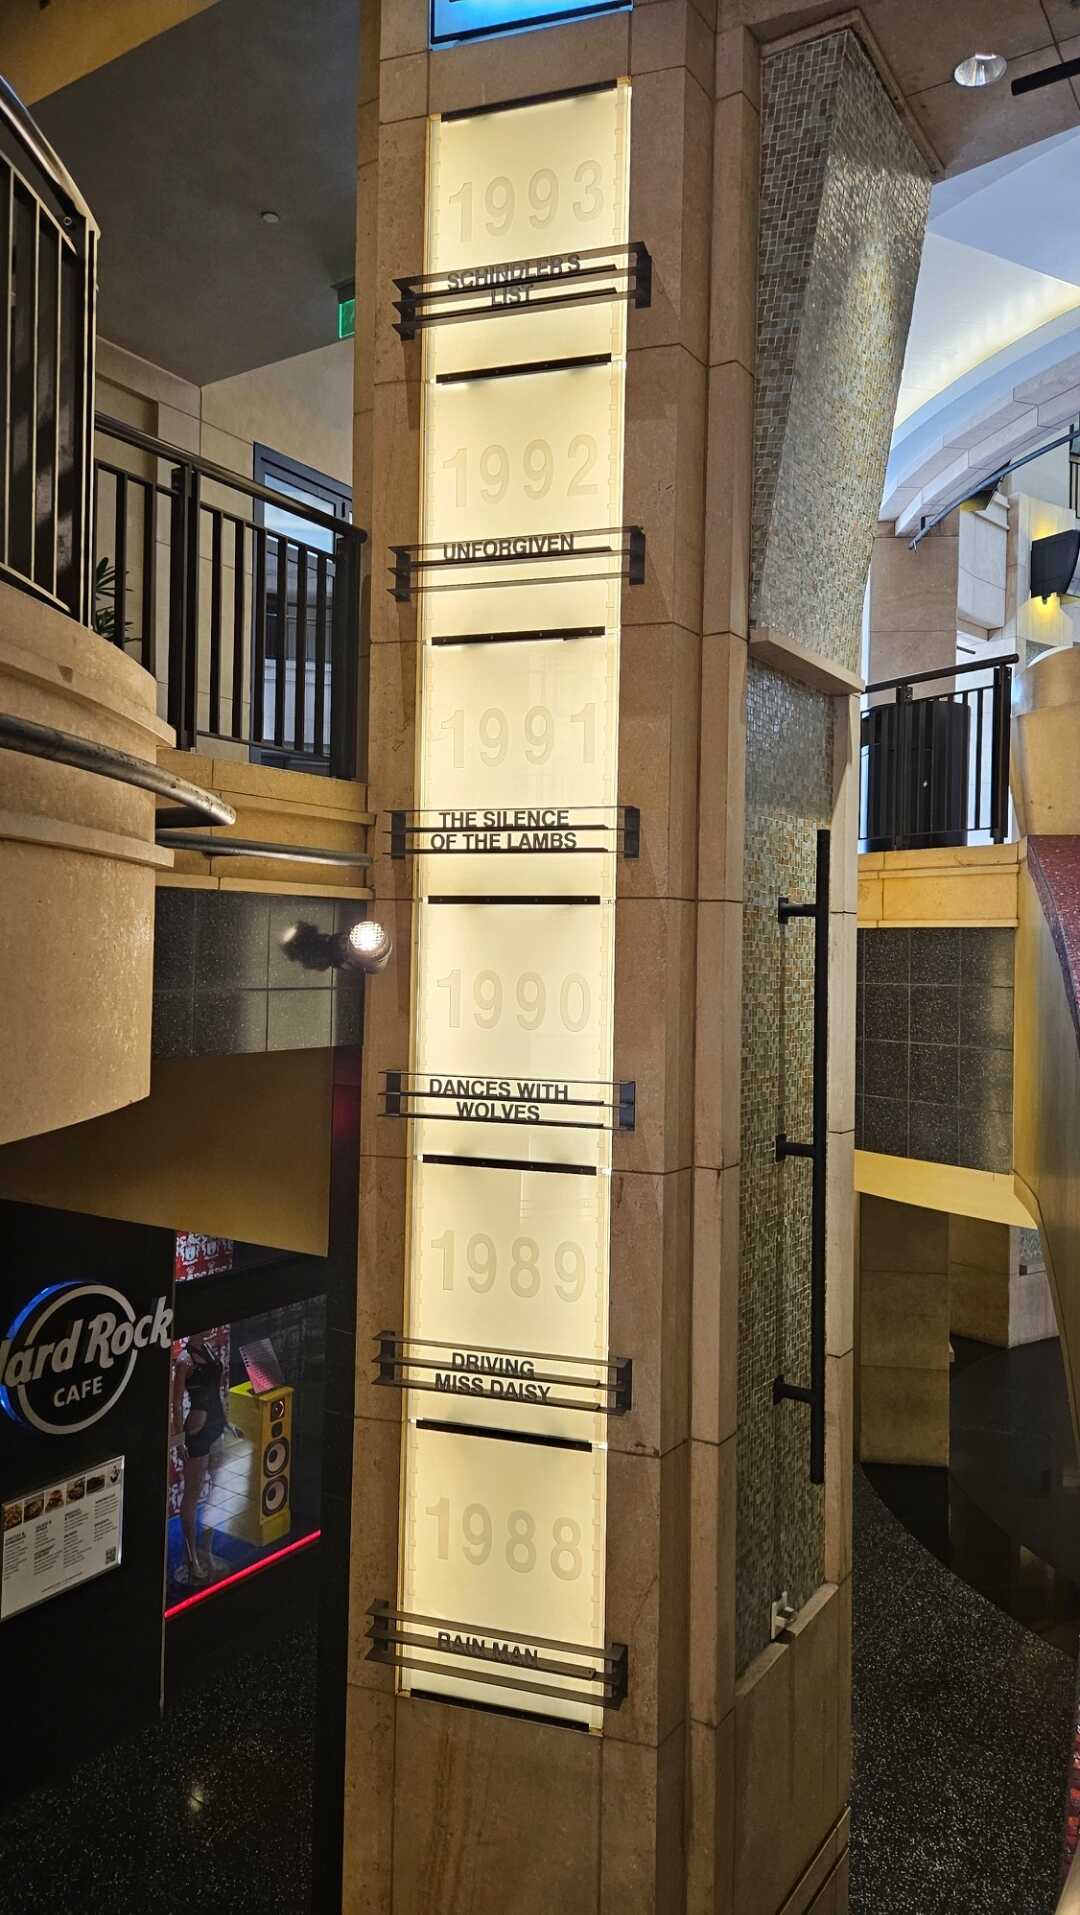 1993
SCHINDLER'S
LIST
1992
UNFORGIVEN
1991
THE SILENCE
OF THE LAMBS
1990
DANCES WITH
WOLVES
1989
DRIVING
MISS DAISY
1988
RAIN MAN
Hard Rock
CAFE